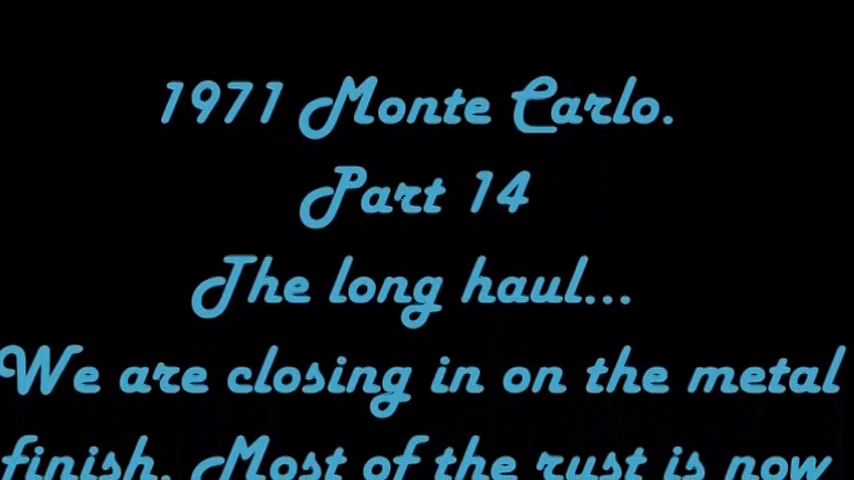 1971 Monte Carlo.
Part 14
The long haul...
We are closing in on the metal
finish. Most of the rust is now